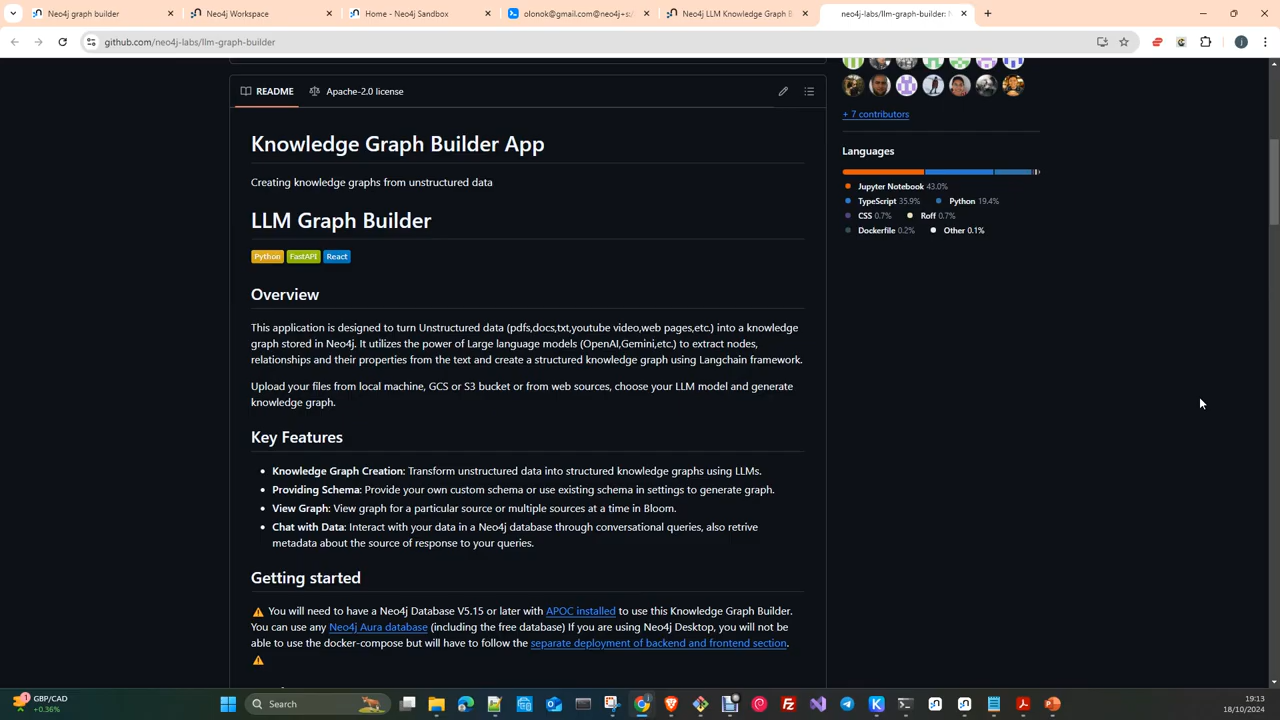 Neo4j graph builder
Neo4j Workspace
Home - Neo4j Sandbox
olonok@gmail.com@neo4j+s:/
Neo4j LLM Knowledge Graph B
neo4j-labs/llm-graph-builder: N
github.com/neo4j-labs/llm-graph-builder
README
Apache-2.0 license
+ 7 contributors
Knowledge Graph Builder App
Creating knowledge graphs from unstructured data
LLM Graph Builder
Python FastAPI React
Overview
This application is designed to turn Unstructured data (pdfs,docs,txt,youtube video,web pages,etc.) into a knowledge
graph stored in Neo4j. It utilizes the power of Large language models (OpenAI,Gemini,etc.) to extract nodes,
relationships and their properties from the text and create a structured knowledge graph using Langchain framework.
Upload your files from local machine, GCS or S3 bucket or from web sources, choose your LLM model and generate
knowledge graph.
Key Features
Knowledge Graph Creation: Transform unstructured data into structured knowledge graphs using LLMs.
Providing Schema: Provide your own custom schema or use existing schema in settings to generate graph.
View Graph: View graph for a particular source or multiple sources at a time in Bloom.
Chat with Data: Interact with your data in a Neo4j database through conversational queries, also retrive
metadata about the source of response to your queries.
Getting started
You will need to have a Neo4j Database V5.15 or later with APOC installed to use this Knowledge Graph Builder.
You can use any Neo4j Aura database (including the free database) If you are using Neo4j Desktop, you will not be
able to use the docker-compose but will have to follow the separate deployment of backend and frontend section.
Languages
Jupyter Notebook 43.0%
TypeScript 35.9% Python 19.4%
CSS 0.7% Roff 0.7%
Dockerfile 0.2% Other 0.1%
GBP/CAD
+0.36%
Search
19:13
18/10/2024